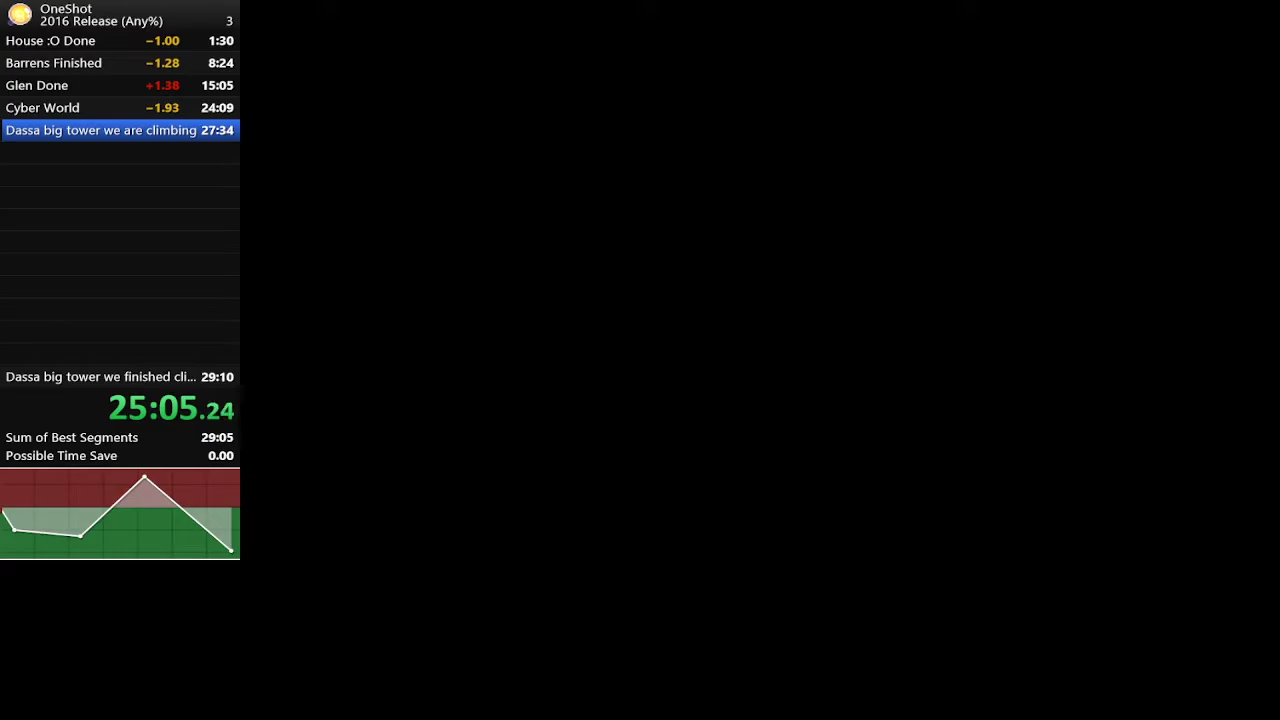 OneShot
2016 Release (Any%) 3
House :O Done −1.00 1:30
Barrens Finished −1.28 8:24
Glen Done +1.38 15:05
Cyber World −1.93 24:09
Dassa big tower we are climbing 27:34
Dassa big tower we finished cli... 29:10
25:05.24
Sum of Best Segments 29:05
Possible Time Save 0.00